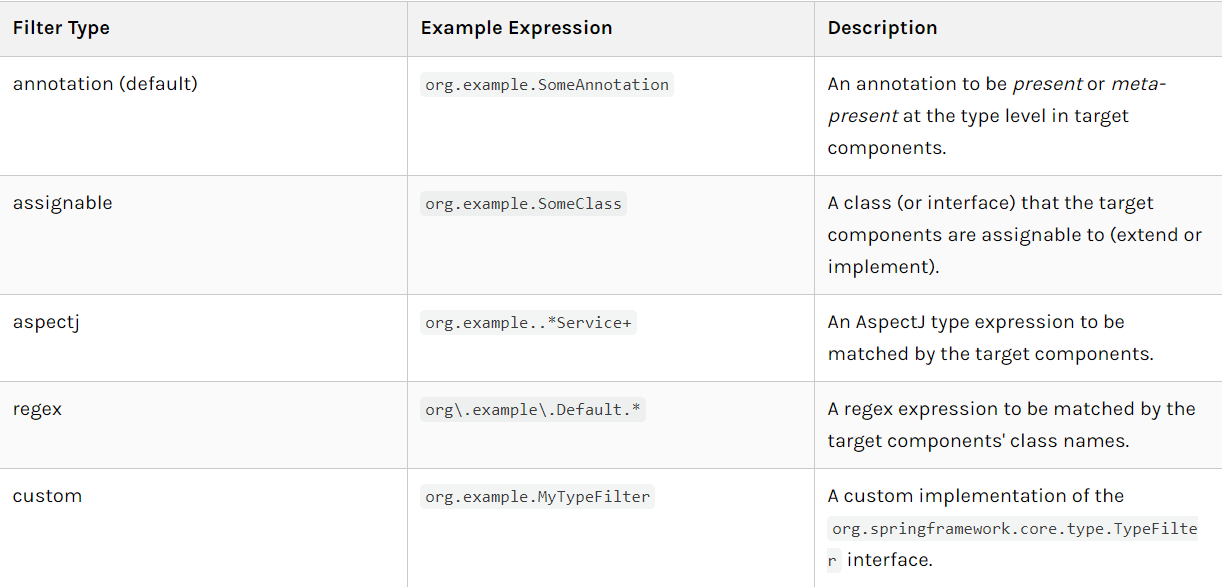 Filter Type Example Expression Description
annotation (default) org.example.SomeAnnotation An annotation to be present or meta-
present at the type level in target
components.
assignable org.example.SomeClass A class (or interface) that the target
components are assignable to (extend or
implement).
aspectj org.example..*Service+ An AspectJ type expression to be
matched by the target components.
regex org\.example\.Default.* A regex expression to be matched by the
target components' class names.
custom org.example.MyTypeFilter A custom implementation of the
org.springframework.core.type.TypeFilte
r interface.